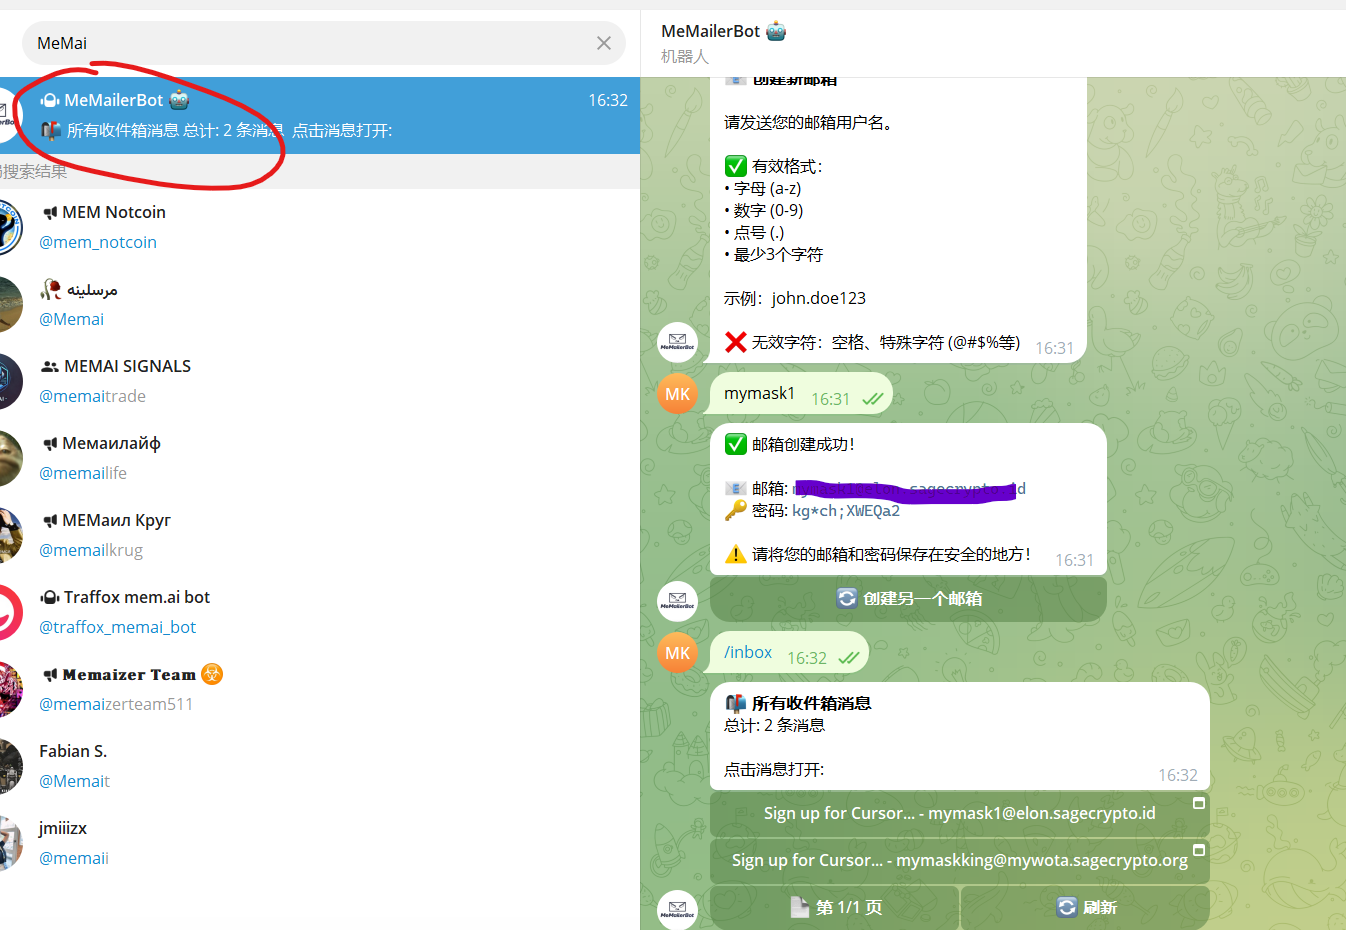 MeMai
MeMailerBot
16:32
所有收件箱消息 总计: 2 条消息 点击消息打开:
搜索结果
MEM Notcoin
@mem_notcoin
مرسلينه
@Memai
MEMAI SIGNALS
@memaitrade
Мемаилайф
@memailife
МЕМаил Круг
@memailkrug
Traffox mem.ai bot
@traffox_memai_bot
Memaizer Team
@memaizerteam511
Fabian S.
@Memait
jmiiizx
@memaii
MeMailerBot
机器人
创建新邮箱
请发送您的邮箱用户名。
有效格式：
• 字母 (a-z)
• 数字 (0-9)
• 点号 (.)
• 最少3个字符
示例：john.doe123
无效字符：空格、特殊字符 (@#$%等)
16:31
MeMailerBot
MK
mymask1
16:31
邮箱创建成功！
邮箱:
密码: kg*ch;XWEQa2
请将您的邮箱和密码保存在安全的地方！
16:31
MeMailerBot
创建另一个邮箱
MK
/inbox
16:32
所有收件箱消息
总计: 2 条消息
点击消息打开:
16:32
Sign up for Cursor... - mymask1@elon.sagecrypto.id
Sign up for Cursor... - mymaskking@mywota.sagecrypto.org
MeMailerBot
第 1/1 页
刷新